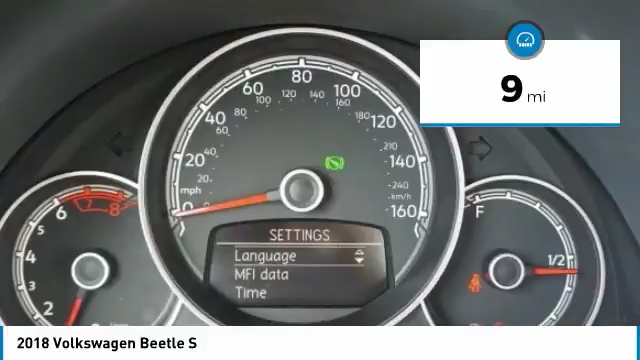 9 mi
60 80 100
100 120 140 160
40 80 180 120
60
20 40 210 140
20 240
mph km/h
0 160
6 7 8
5
4
3
2
F
1/2
SETTINGS
Language
MFI data
Time
2018 Volkswagen Beetle S